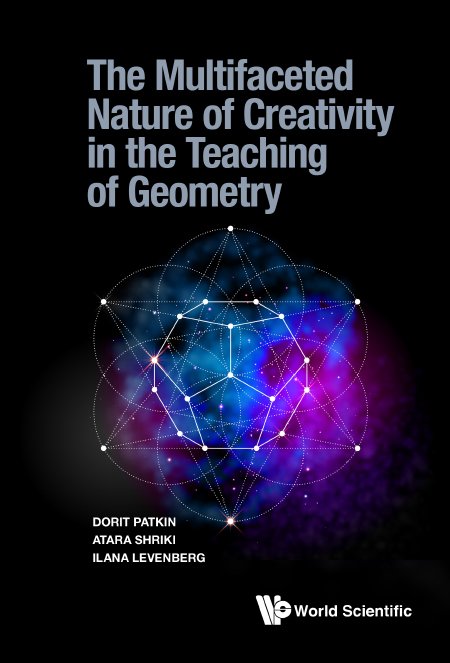 The Multifaceted
Nature of Creativity
in the Teaching
of Geometry
DORIT PATKIN
ATARA SHRIKI
ILANA LEVENBERG
World Scientific